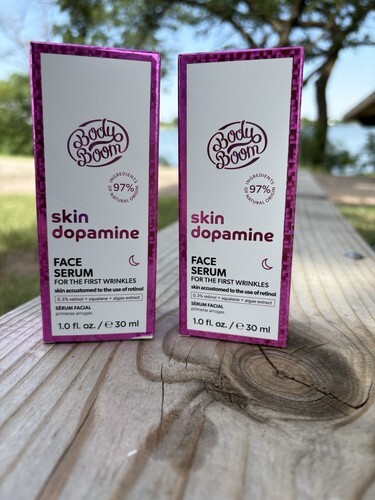 Body
Boom
INGREDIENTS
97%
OF NATURAL ORIGIN
skin
dopamine
FACE
SERUM
FOR THE FIRST WRINKLES
skin accustomed to the use of retinol
0,3% retinol + squalane + algae extract
SÉRUM FACIAL
primeras arrugas
1.0 fl. oz. / ℮ 30 ml
Body
Boom
INGREDIENTS
97%
OF NATURAL ORIGIN
skin
dopamine
FACE
SERUM
FOR THE FIRST WRINKLES
skin accustomed to the use of retinol
0,3% retinol + squalane + algae extract
SÉRUM FACIAL
primeras arrugas
1.0 fl. oz. / ℮ 30 ml